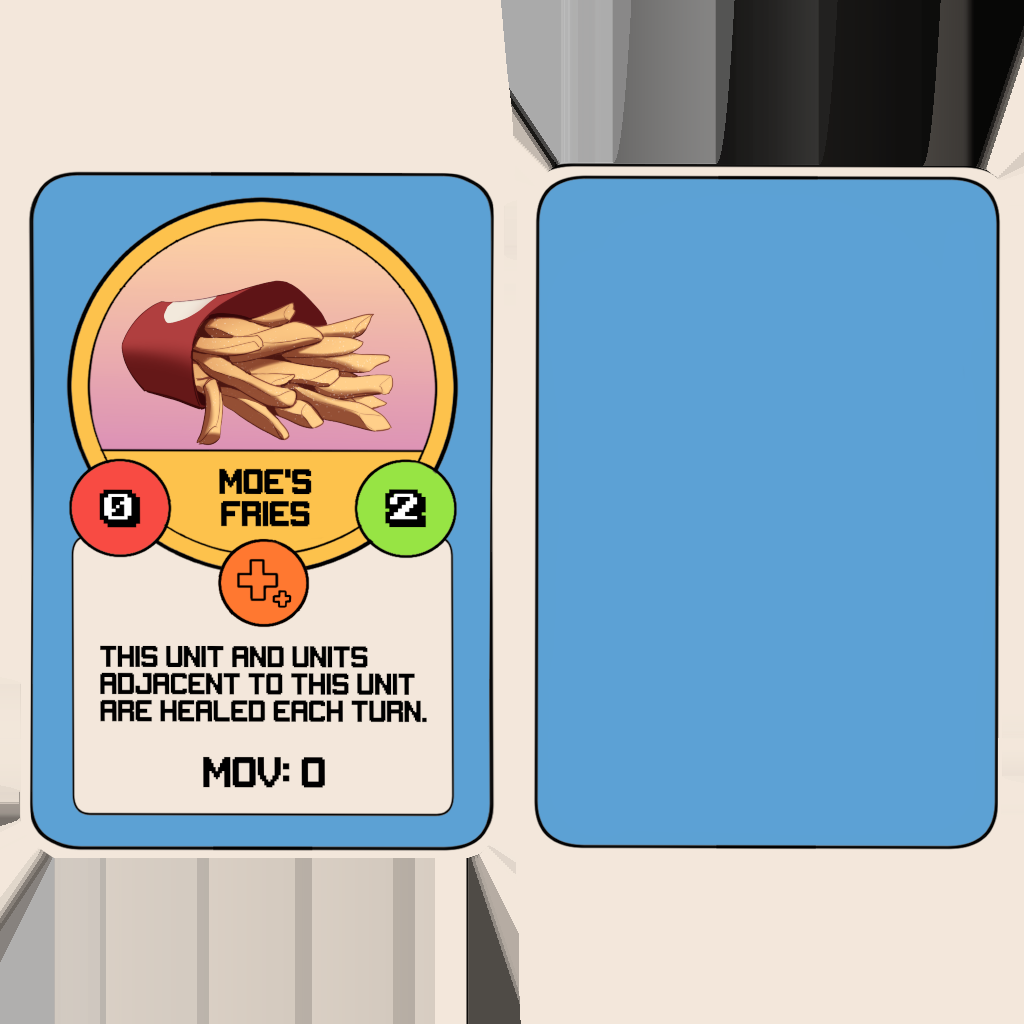 MOE'S
FRIES
0
2
THIS UNIT AND UNITS
ADJACENT TO THIS UNIT
ARE HEALED EACH TURN.
MOV: 0